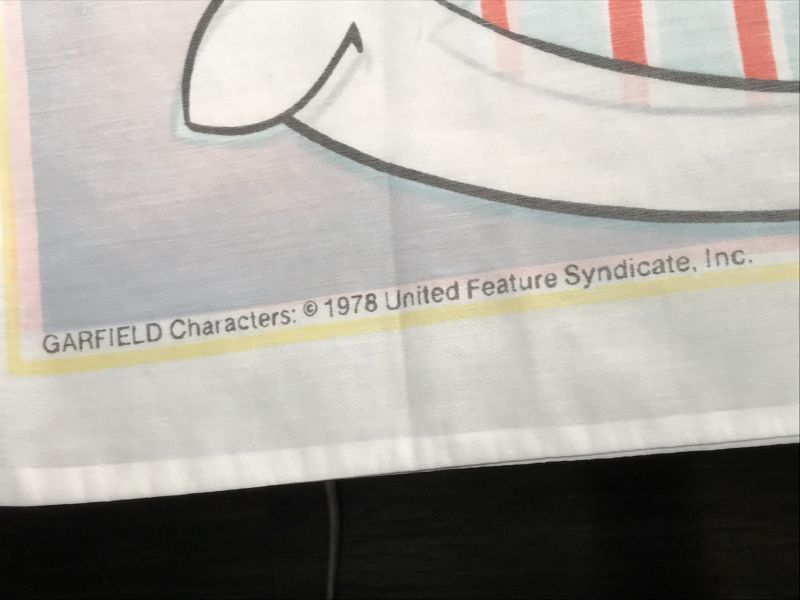 GARFIELD Characters: © 1978 United Feature Syndicate, Inc.